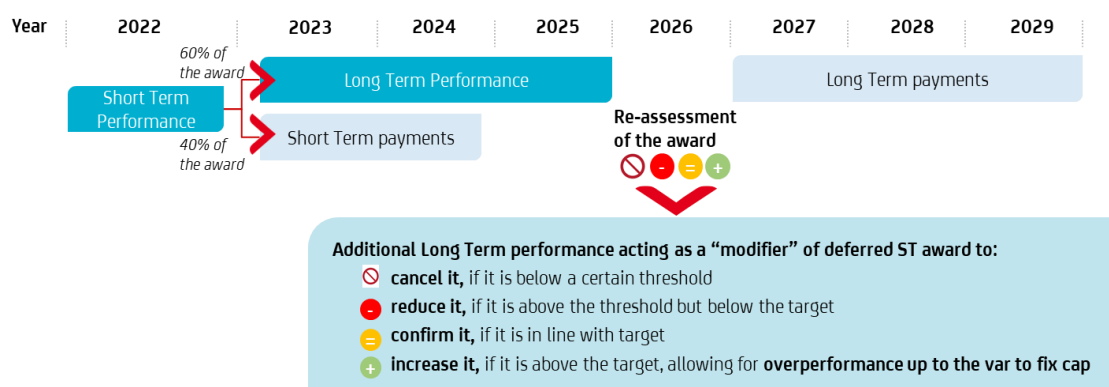 Year 2022 2023 2024 2025 2026 2027 2028 2029
60% of
the award
Long Term Performance
Long Term payments
Short Term
Performance
Re-assessment
of the award
Short Term payments
40% of
the award
- = +
Additional Long Term performance acting as a “modifier” of deferred ST award to:
cancel it, if it is below a certain threshold
- reduce it, if it is above the threshold but below the target
= confirm it, if it is in line with target
+ increase it, if it is above the target, allowing for overperformance up to the var to fix cap